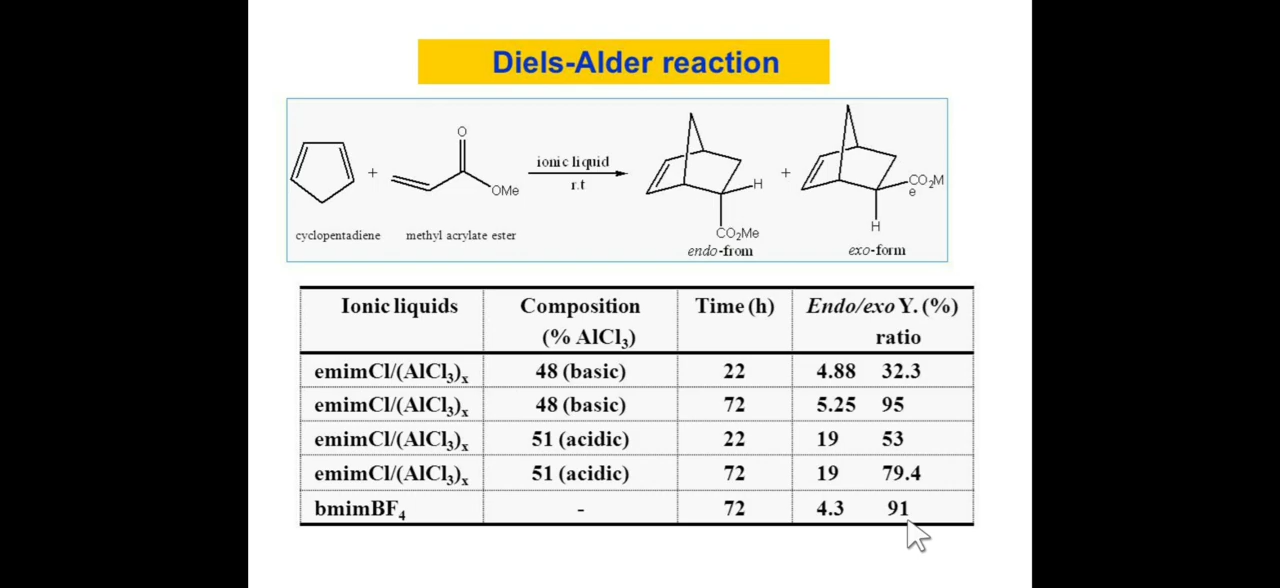 Diels-Alder reaction
O
+
OMe
ionic liquid
r.t
H
CO₂Me
+
CO₂M
e
H
cyclopentadiene methyl acrylate ester
endo-from exo-form
Ionic liquids Composition Time (h) Endo/exo Y. (%)
(% AlCl₃) ratio
emimCl/(AlCl₃)ₓ 48 (basic) 22 4.88 32.3
emimCl/(AlCl₃)ₓ 48 (basic) 72 5.25 95
emimCl/(AlCl₃)ₓ 51 (acidic) 22 19 53
emimCl/(AlCl₃)ₓ 51 (acidic) 72 19 79.4
bmimBF₄ - 72 4.3 91